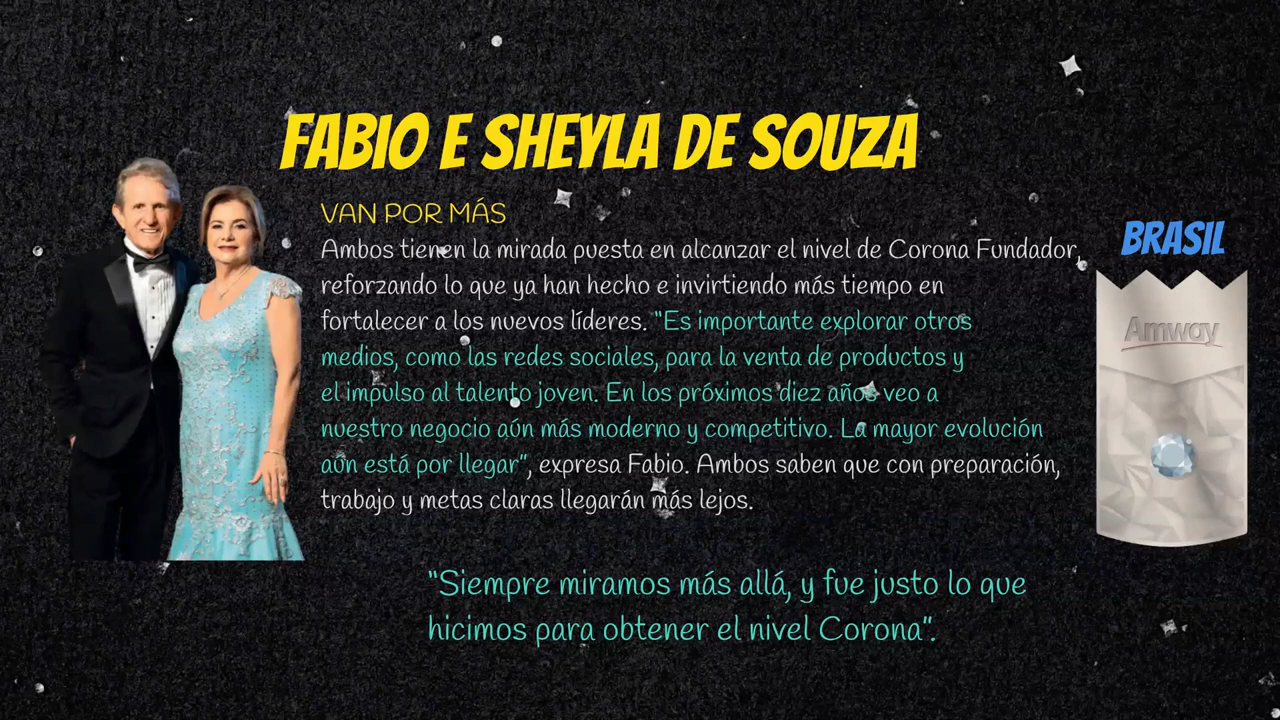 FABIO E SHEYLA DE SOUZA
VAN POR MÁS
Ambos tienen la mirada puesta en alcanzar el nivel de Corona Fundador,
reforzando lo que ya han hecho e invirtiendo más tiempo en
fortalecer a los nuevos líderes. "Es importante explorar otros
medios, como las redes sociales, para la venta de productos y
el impulso al talento joven. En los próximos diez años veo a
nuestro negocio aún más moderno y competitivo. La mayor evolución
aún está por llegar", expresa Fabio. Ambos saben que con preparación,
trabajo y metas claras llegarán más lejos.
"Siempre miramos más allá, y fue justo lo que
hicimos para obtener el nivel Corona".
BRASIL
Amway